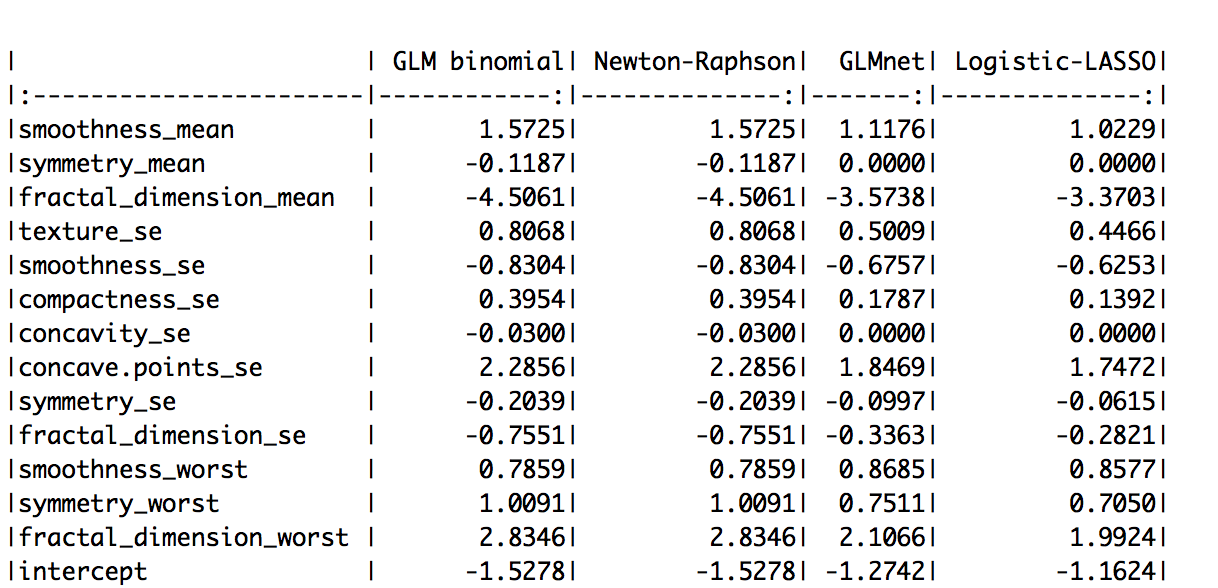 |                        | GLM binomial| Newton-Raphson|  GLMnet| Logistic-LASSO|
|:-----------------------|------------:|--------------:|-------:|--------------:|
|smoothness_mean         |       1.5725|         1.5725|  1.1176|         1.0229|
|symmetry_mean           |      -0.1187|        -0.1187|  0.0000|         0.0000|
|fractal_dimension_mean  |      -4.5061|        -4.5061| -3.5738|        -3.3703|
|texture_se              |       0.8068|         0.8068|  0.5009|         0.4466|
|smoothness_se           |      -0.8304|        -0.8304| -0.6757|        -0.6253|
|compactness_se          |       0.3954|         0.3954|  0.1787|         0.1392|
|concavity_se            |      -0.0300|        -0.0300|  0.0000|         0.0000|
|concave.points_se       |       2.2856|         2.2856|  1.8469|         1.7472|
|symmetry_se             |      -0.2039|        -0.2039| -0.0997|        -0.0615|
|fractal_dimension_se    |      -0.7551|        -0.7551| -0.3363|        -0.2821|
|smoothness_worst        |       0.7859|         0.7859|  0.8685|         0.8577|
|symmetry_worst          |       1.0091|         1.0091|  0.7511|         0.7050|
|fractal_dimension_worst |       2.8346|         2.8346|  2.1066|         1.9924|
|intercept               |      -1.5278|        -1.5278| -1.2742|        -1.1624|